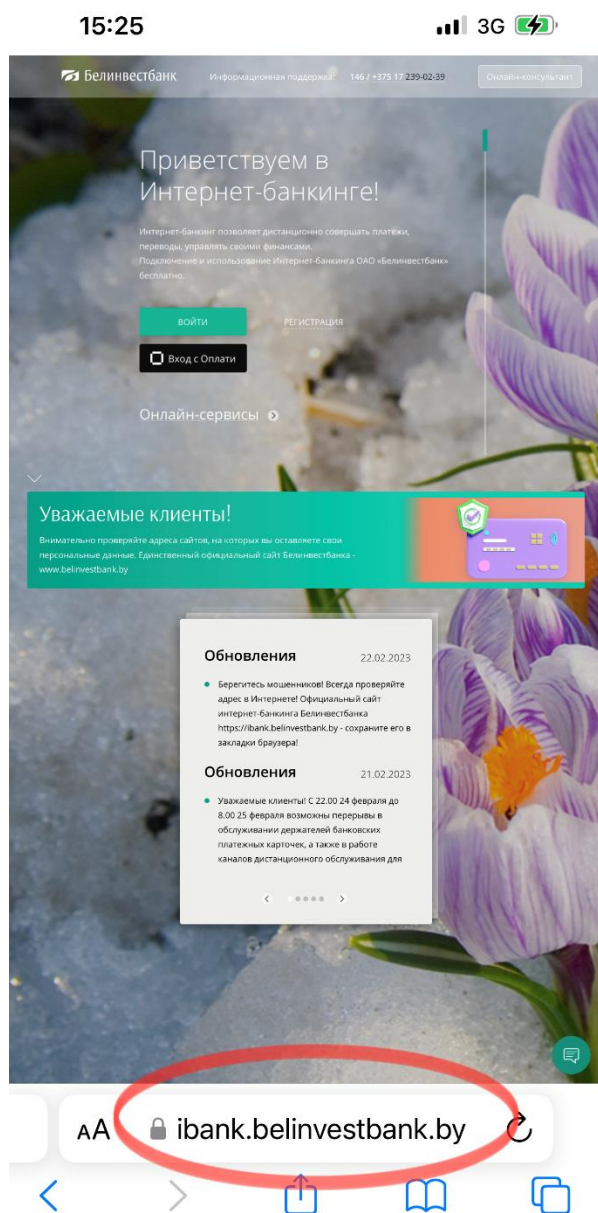 15:25
3G
Белинвестбанк
Информационная поддержка:
146 / +375 17 239-02-39
Онлайн-консультант
Приветствуем в
Интернет-банкинге!
Интернет-банкинг позволяет дистанционно совершать платежи,
переводы, управлять своими финансами.
Подключение и использование Интернет-банкинга ОАО «Белинвестбанк»
бесплатно.
ВОЙТИ
РЕГИСТРАЦИЯ
Вход с Оплати
Онлайн-сервисы
Уважаемые клиенты!
Внимательно проверяйте адреса сайтов, на которых вы оставляете свои
персональные данные. Единственный официальный сайт Белинвестбанка -
www.belinvestbank.by
Обновления
22.02.2023
Берегитесь мошенников! Всегда проверяйте
адрес в Интернете! Официальный сайт
интернет-банкинга Белинвестбанка
https://ibank.belinvestbank.by - сохраните его в
закладки браузера!
Обновления
21.02.2023
Уважаемые клиенты! С 22.00 24 февраля до
8.00 25 февраля возможны перерывы в
обслуживании держателей банковских
платежных карточек, а также в работе
каналов дистанционного обслуживания для
AA
ibank.belinvestbank.by